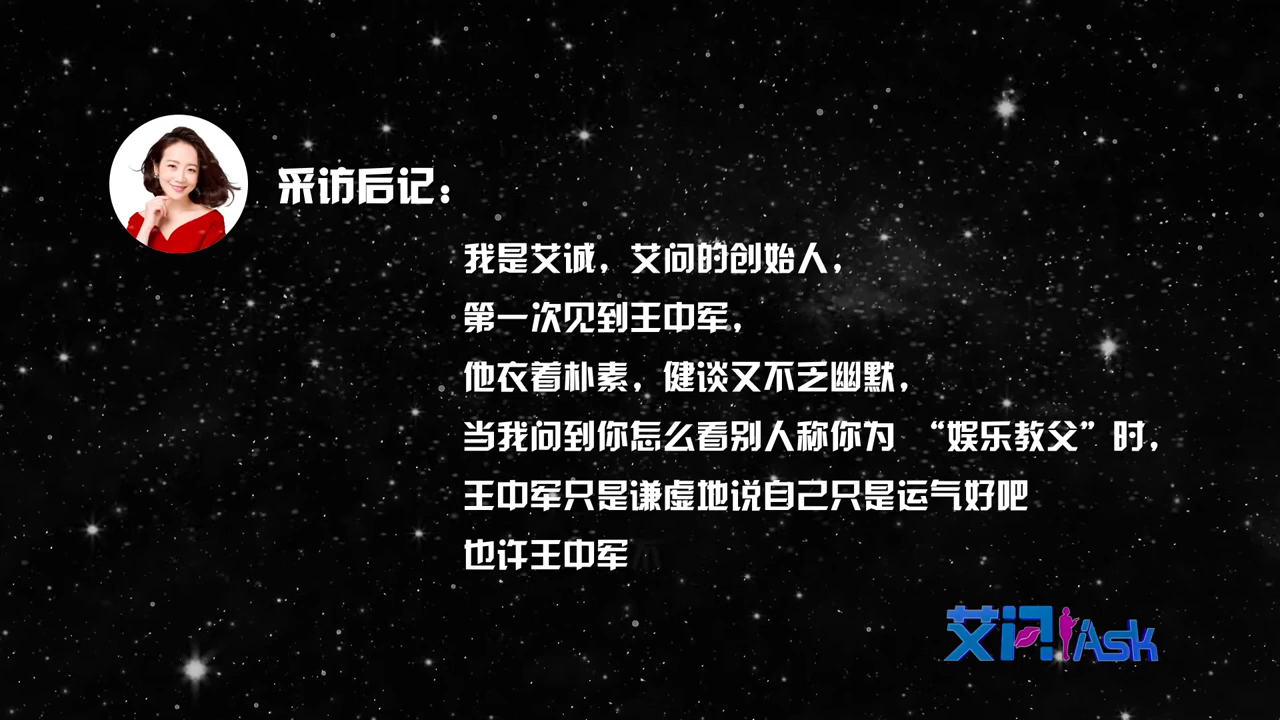 采访后记：
我是艾诚，艾问的创始人，
第一次见到王中军，
他衣着朴素，健谈又不乏幽默，
当我问到你怎么看别人称你为 “娱乐教父”时，
王中军只是谦虚地说自己只是运气好吧
也许王中军
艾问iAsk